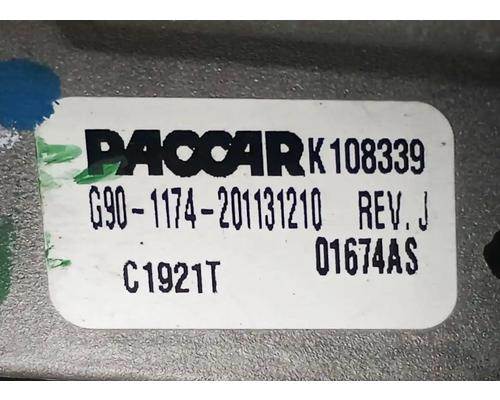 PACCAR K108339
G90-1174-201131210 REV. J
C1921T 01674AS